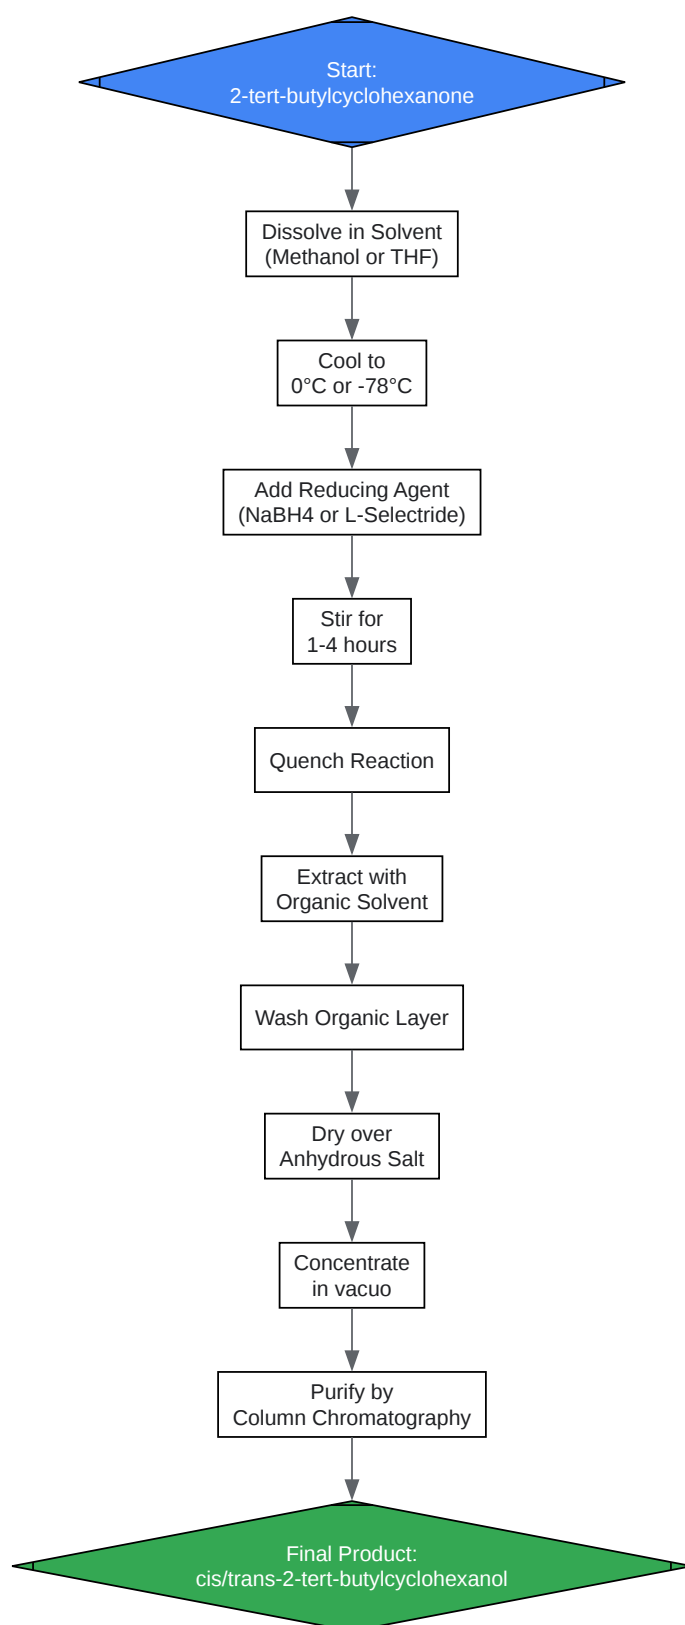 Start:
2-tert-butylcyclohexanone
Dissolve in Solvent
(Methanol or THF)
Cool to
0°C or -78°C
Add Reducing Agent
(NaBH4 or L-Selectride)
Stir for
1-4 hours
Quench Reaction
Extract with
Organic Solvent
Wash Organic Layer
Dry over
Anhydrous Salt
Concentrate
in vacuo
Purify by
Column Chromatography
Final Product:
cis/trans-2-tert-butylcyclohexanol